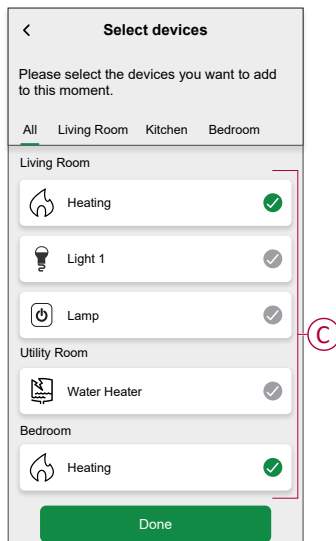 Select devices
Please select the devices you want to add
to this moment.
All Living Room Kitchen Bedroom
Living Room
Heating
Light 1
Lamp
Utility Room
Water Heater
Bedroom
Heating
Done
C